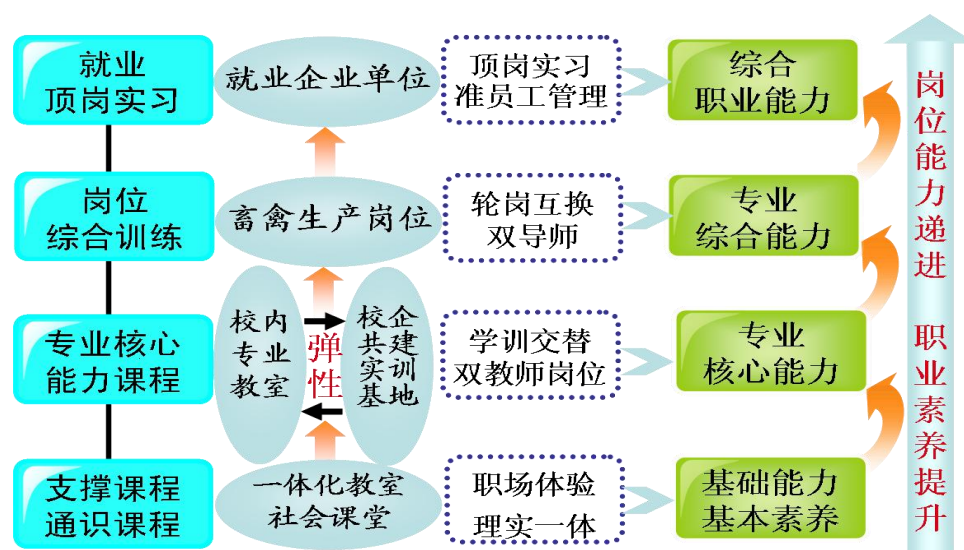 就业
顶岗实习
就业企业单位
顶岗实习
准员工管理
综合
职业能力
岗位
综合训练
畜禽生产岗位
轮岗互换
双导师
专业
综合能力
专业核心
能力课程
校内
专业
教室
弹性
校企
共建
实训
基地
学训交替
双教师岗位
专业
核心能力
支撑课程
通识课程
一体化教室
社会课堂
职场体验
理实一体
基础能力
基本素养
岗位能力递进
职业素养提升